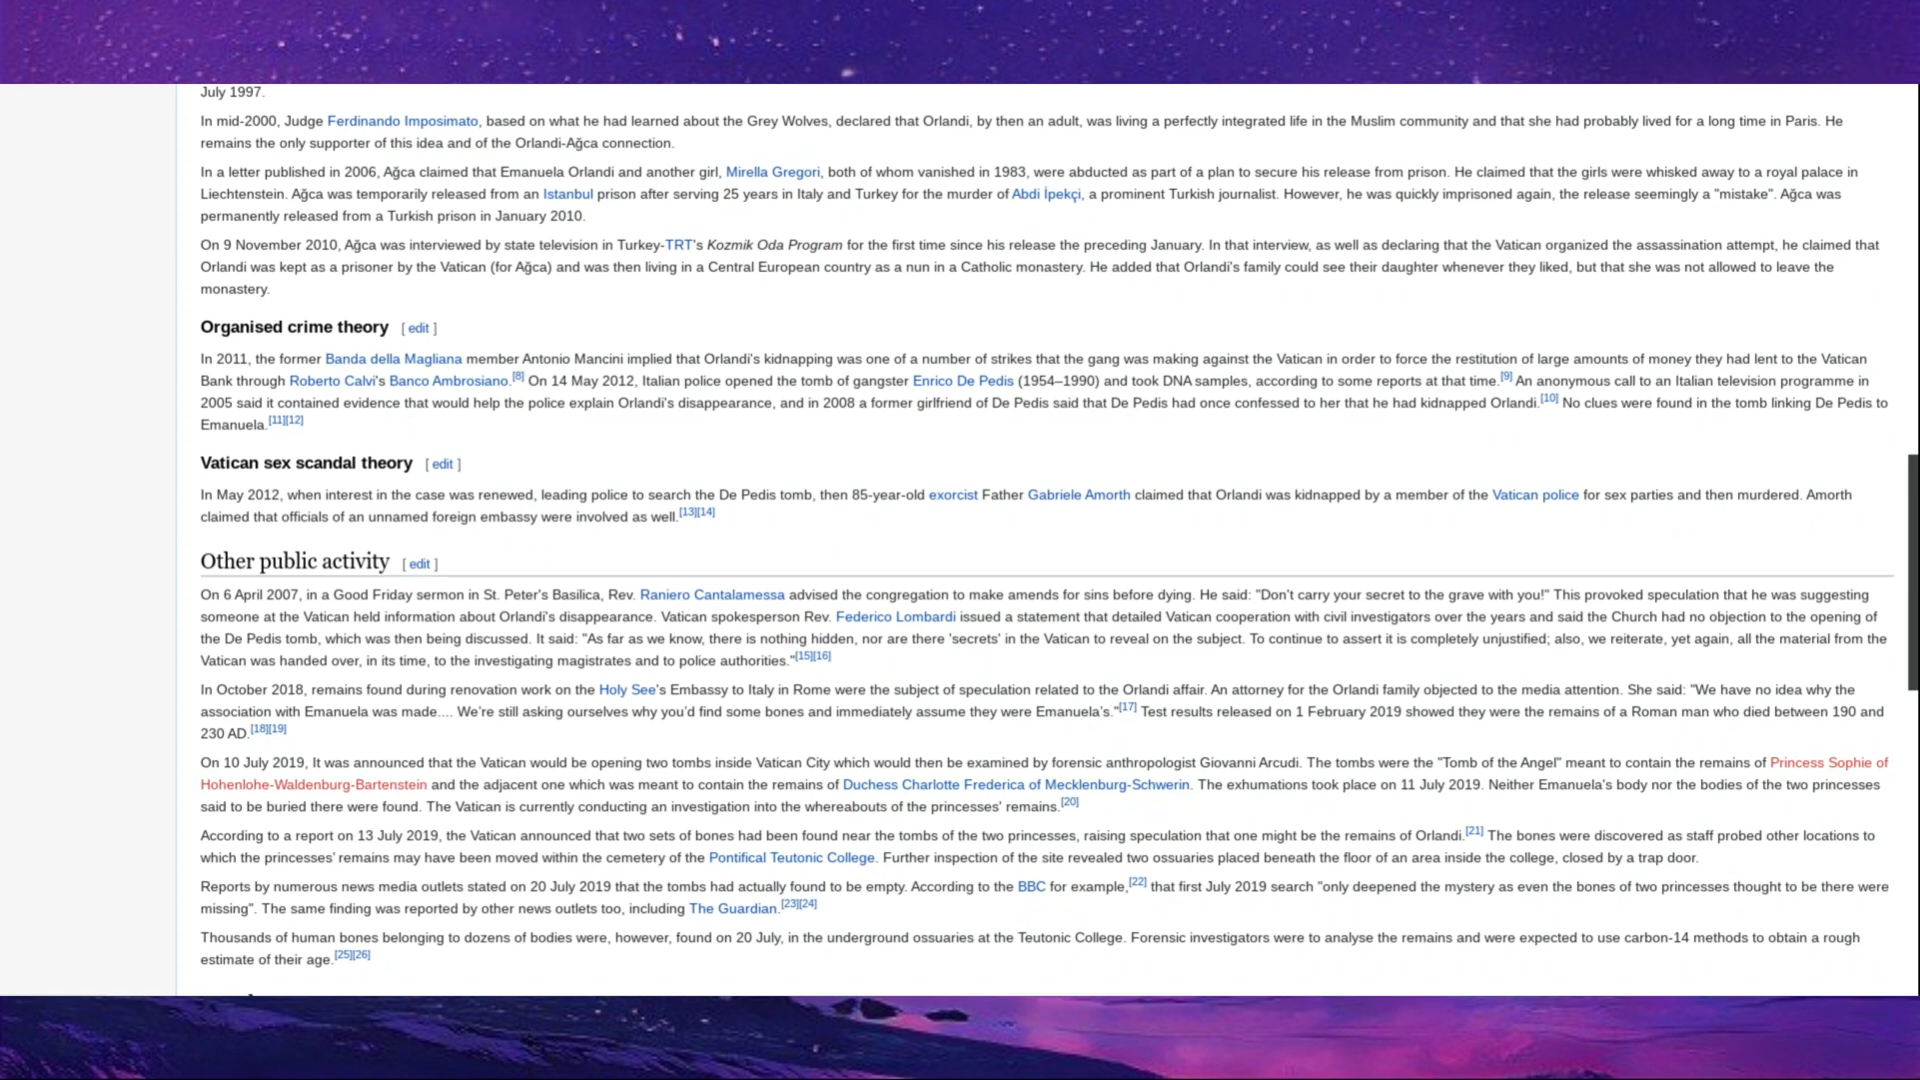 July 1997.
In mid-2000, Judge Ferdinando Imposimato, based on what he had learned about the Grey Wolves, declared that Orlandi, by then an adult, was living a perfectly integrated life in the Muslim community and that she had probably lived for a long time in Paris. He
remains the only supporter of this idea and of the Orlandi-Ağca connection.
In a letter published in 2006, Ağca claimed that Emanuela Orlandi and another girl, Mirella Gregori, both of whom vanished in 1983, were abducted as part of a plan to secure his release from prison. He claimed that the girls were whisked away to a royal palace in
Liechtenstein. Ağca was temporarily released from an Istanbul prison after serving 25 years in Italy and Turkey for the murder of Abdi İpekçi, a prominent Turkish journalist. However, he was quickly imprisoned again, the release seemingly a "mistake". Ağca was
permanently released from a Turkish prison in January 2010.
On 9 November 2010, Ağca was interviewed by state television in Turkey-TRT's Kozmik Oda Program for the first time since his release the preceding January. In that interview, as well as declaring that the Vatican organized the assassination attempt, he claimed that
Orlandi was kept as a prisoner by the Vatican (for Ağca) and was then living in a Central European country as a nun in a Catholic monastery. He added that Orlandi's family could see their daughter whenever they liked, but that she was not allowed to leave the
monastery.
Organised crime theory [ edit ]
In 2011, the former Banda della Magliana member Antonio Mancini implied that Orlandi's kidnapping was one of a number of strikes that the gang was making against the Vatican in order to force the restitution of large amounts of money they had lent to the Vatican
Bank through Roberto Calvi's Banco Ambrosiano.[8] On 14 May 2012, Italian police opened the tomb of gangster Enrico De Pedis (1954–1990) and took DNA samples, according to some reports at that time.[9] An anonymous call to an Italian television programme in
2005 said it contained evidence that would help the police explain Orlandi's disappearance, and in 2008 a former girlfriend of De Pedis said that De Pedis had once confessed to her that he had kidnapped Orlandi.[10] No clues were found in the tomb linking De Pedis to
Emanuela.[11][12]
Vatican sex scandal theory [ edit ]
In May 2012, when interest in the case was renewed, leading police to search the De Pedis tomb, then 85-year-old exorcist Father Gabriele Amorth claimed that Orlandi was kidnapped by a member of the Vatican police for sex parties and then murdered. Amorth
claimed that officials of an unnamed foreign embassy were involved as well.[13][14]
Other public activity [ edit ]
On 6 April 2007, in a Good Friday sermon in St. Peter's Basilica, Rev. Raniero Cantalamessa advised the congregation to make amends for sins before dying. He said: "Don't carry your secret to the grave with you!" This provoked speculation that he was suggesting
someone at the Vatican held information about Orlandi's disappearance. Vatican spokesperson Rev. Federico Lombardi issued a statement that detailed Vatican cooperation with civil investigators over the years and said the Church had no objection to the opening of
the De Pedis tomb, which was then being discussed. It said: "As far as we know, there is nothing hidden, nor are there 'secrets' in the Vatican to reveal on the subject. To continue to assert it is completely unjustified; also, we reiterate, yet again, all the material from the
Vatican was handed over, in its time, to the investigating magistrates and to police authorities."[15][16]
In October 2018, remains found during renovation work on the Holy See's Embassy to Italy in Rome were the subject of speculation related to the Orlandi affair. An attorney for the Orlandi family objected to the media attention. She said: "We have no idea why the
association with Emanuela was made.... We’re still asking ourselves why you’d find some bones and immediately assume they were Emanuela’s."[17] Test results released on 1 February 2019 showed they were the remains of a Roman man who died between 190 and
230 AD.[18][19]
On 10 July 2019, It was announced that the Vatican would be opening two tombs inside Vatican City which would then be examined by forensic anthropologist Giovanni Arcudi. The tombs were the "Tomb of the Angel" meant to contain the remains of Princess Sophie of
Hohenlohe-Waldenburg-Bartenstein and the adjacent one which was meant to contain the remains of Duchess Charlotte Frederica of Mecklenburg-Schwerin. The exhumations took place on 11 July 2019. Neither Emanuela's body nor the bodies of the two princesses
said to be buried there were found. The Vatican is currently conducting an investigation into the whereabouts of the princesses' remains.[20]
According to a report on 13 July 2019, the Vatican announced that two sets of bones had been found near the tombs of the two princesses, raising speculation that one might be the remains of Orlandi.[21] The bones were discovered as staff probed other locations to
which the princesses’ remains may have been moved within the cemetery of the Pontifical Teutonic College. Further inspection of the site revealed two ossuaries placed beneath the floor of an area inside the college, closed by a trap door.
Reports by numerous news media outlets stated on 20 July 2019 that the tombs had actually found to be empty. According to the BBC for example,[22] that first July 2019 search "only deepened the mystery as even the bones of two princesses thought to be there were
missing". The same finding was reported by other news outlets too, including The Guardian.[23][24]
Thousands of human bones belonging to dozens of bodies were, however, found on 20 July, in the underground ossuaries at the Teutonic College. Forensic investigators were to analyse the remains and were expected to use carbon-14 methods to obtain a rough
estimate of their age.[25][26]